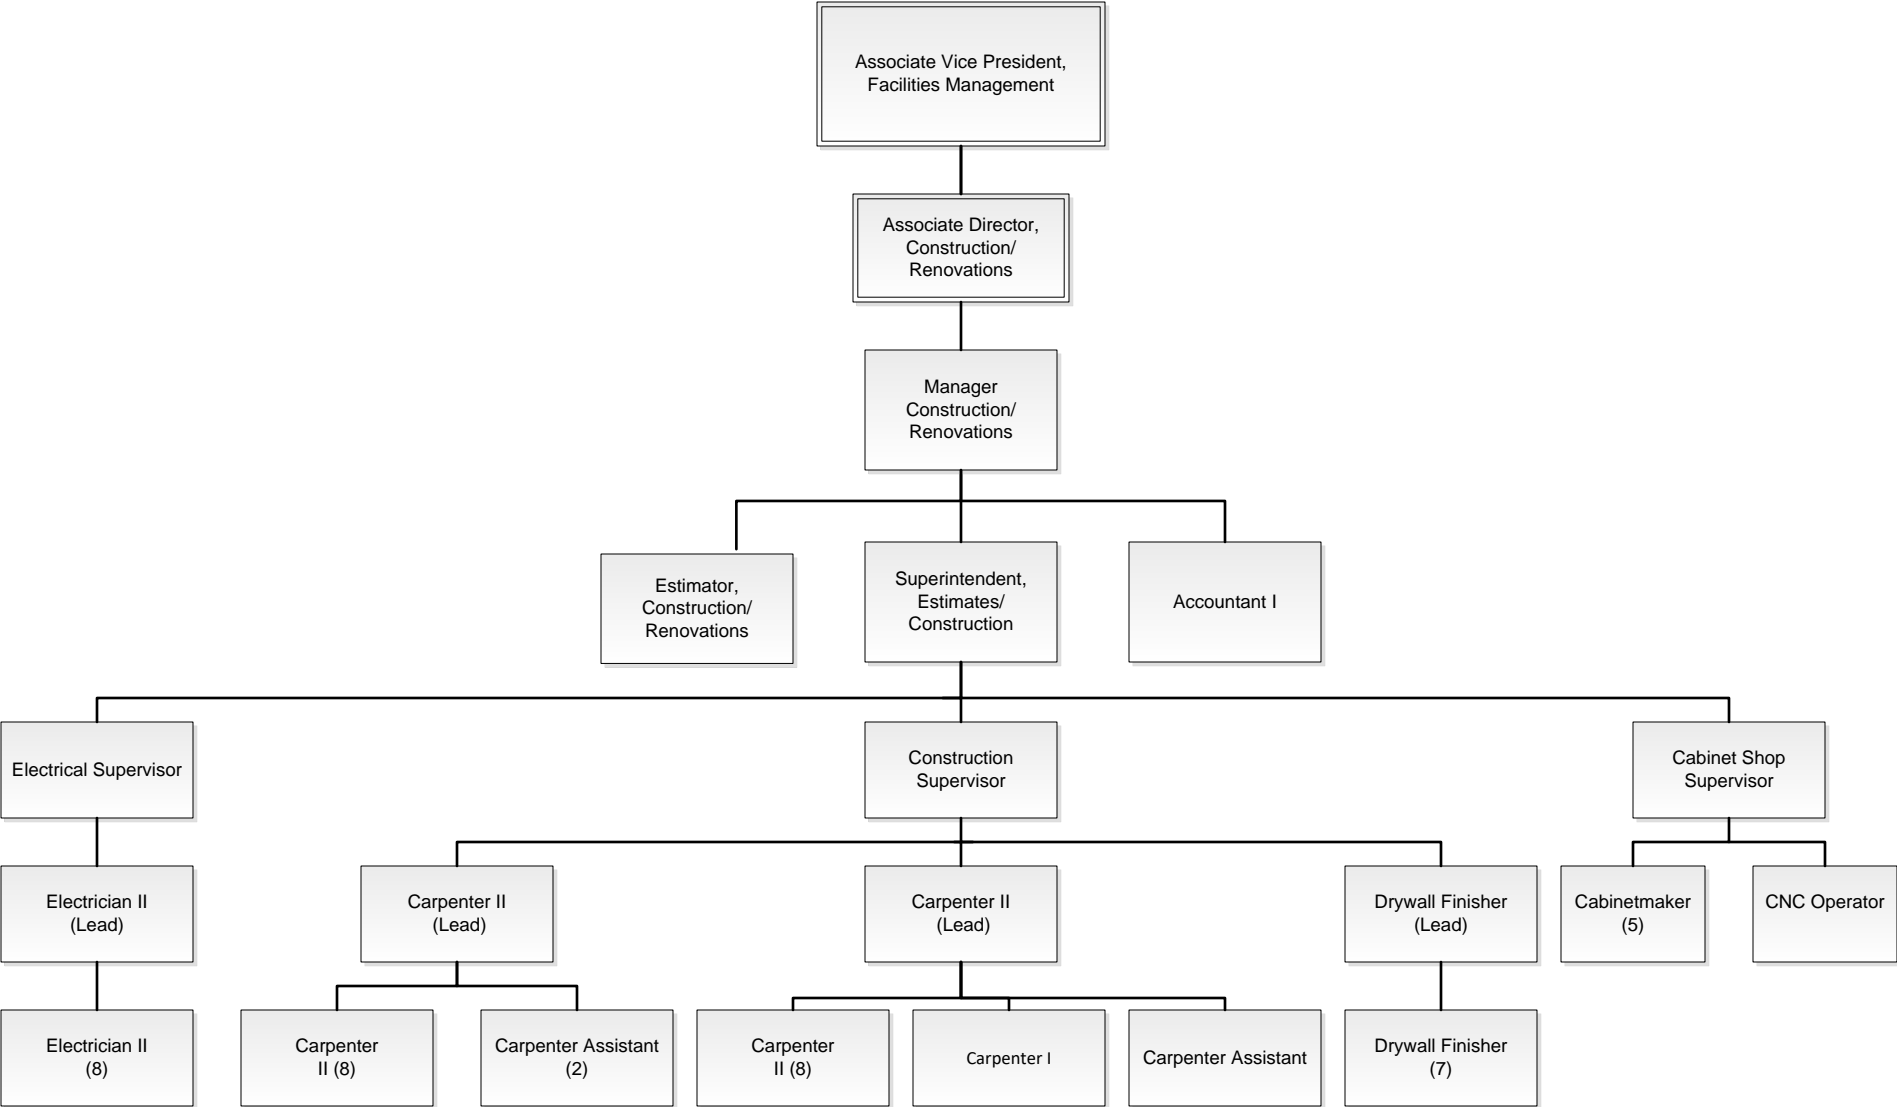 Associate Vice President,
Facilities Management
Associate Director,
Construction/
Renovations
Manager
Construction/
Renovations
Estimator,
Construction/
Renovations
Superintendent,
Estimates/
Construction
Accountant I
Electrical Supervisor
Construction
Supervisor
Cabinet Shop
Supervisor
Electrician II
(Lead)
Carpenter II
(Lead)
Carpenter II
(Lead)
Drywall Finisher
(Lead)
Cabinetmaker
(5)
CNC Operator
Electrician II
(8)
Carpenter
II (8)
Carpenter Assistant
(2)
Carpenter
II (8)
Carpenter I
Carpenter Assistant
Drywall Finisher
(7)